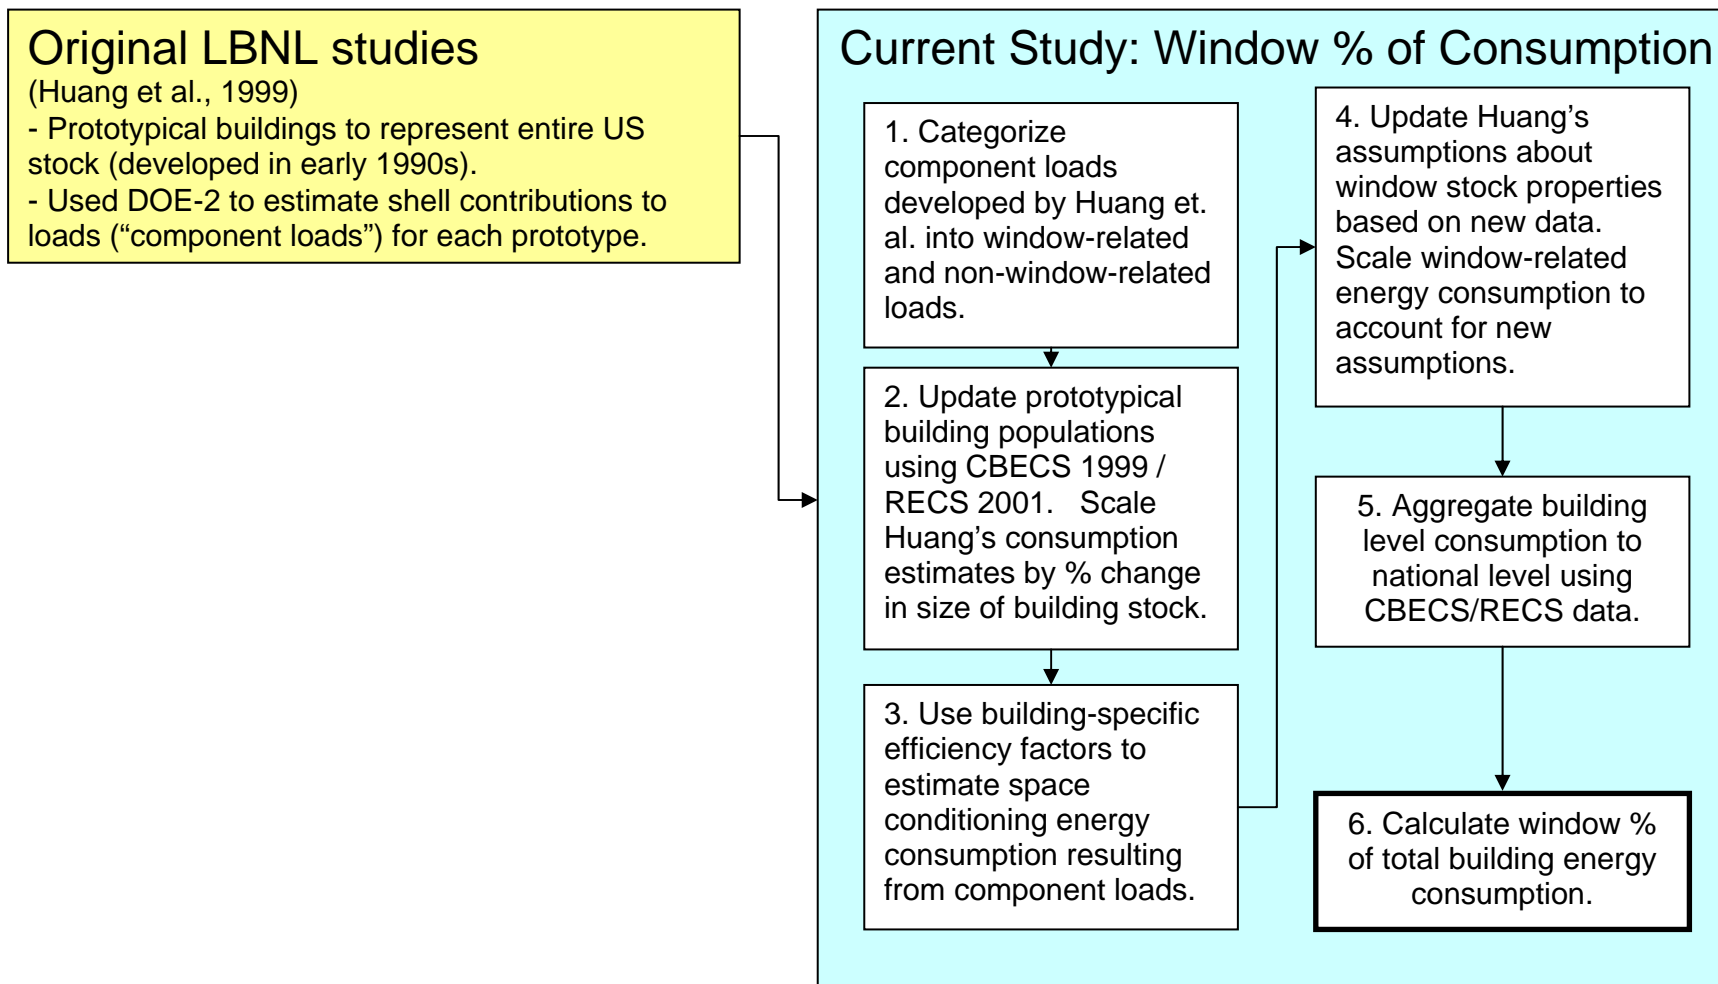 Original LBNL studies
(Huang et al., 1999)
- Prototypical buildings to represent entire US
stock (developed in early 1990s).
- Used DOE-2 to estimate shell contributions to
loads (“component loads”) for each prototype.
Current Study: Window % of Consumption
1. Categorize
component loads
developed by Huang et.
al. into window-related
and non-window-related
loads.
2. Update prototypical
building populations
using CBECS 1999 /
RECS 2001.   Scale
Huang’s consumption
estimates by % change
in size of building stock.
3. Use building-specific
efficiency factors to
estimate space
conditioning energy
consumption resulting
from component loads.
4. Update Huang’s
assumptions about
window stock properties
based on new data.
Scale window-related
energy consumption to
account for new
assumptions.
5. Aggregate building
level consumption to
national level using
CBECS/RECS data.
6. Calculate window %
of total building energy
consumption.